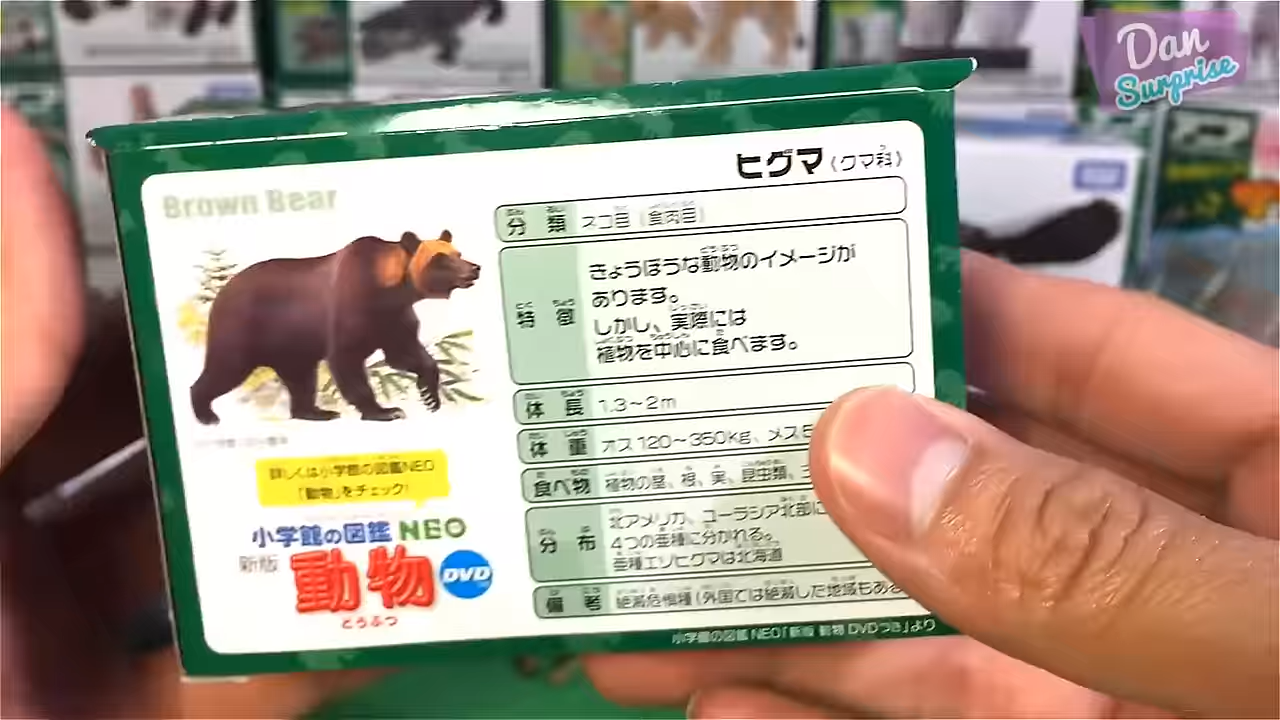 Dan
Surprise
Brown Bear
ヒグマ〈クマ科〉
分類 ネコ目(食肉目)
特徴 きょうぼうな動物のイメージが
あります。
しかし、実際には
植物を中心に食べます。
体長 1.3〜2m
体重 オス120〜350kg、メス
食べ物 植物の茎、根、実、昆虫類、
分布 北アメリカ、ユーラシア北部に
4つの亜種に分かれる。
亜種エゾヒグマは北海道
備考 絶滅危惧種(外国では絶滅した地域もある
詳しくは小学館の図鑑NEO
「動物」をチェック!
小学館の図鑑 NEO
新版 動物 DVD
どうぶつ
小学館の図鑑NEO「新版 動物 DVDつき」より